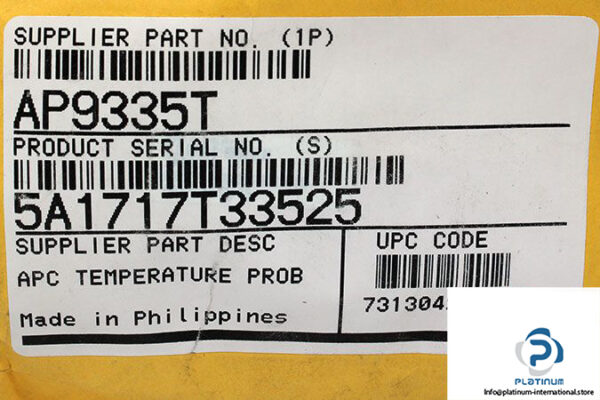 SUPPLIER PART NO. (1P)
AP9335T
PRODUCT SERIAL NO. (S)
5A1717T33525
SUPPLIER PART DESC
APC TEMPERATURE PROB
Made in Philippines
UPC CODE
731304
PLATINUM
Info@platinum-international.store